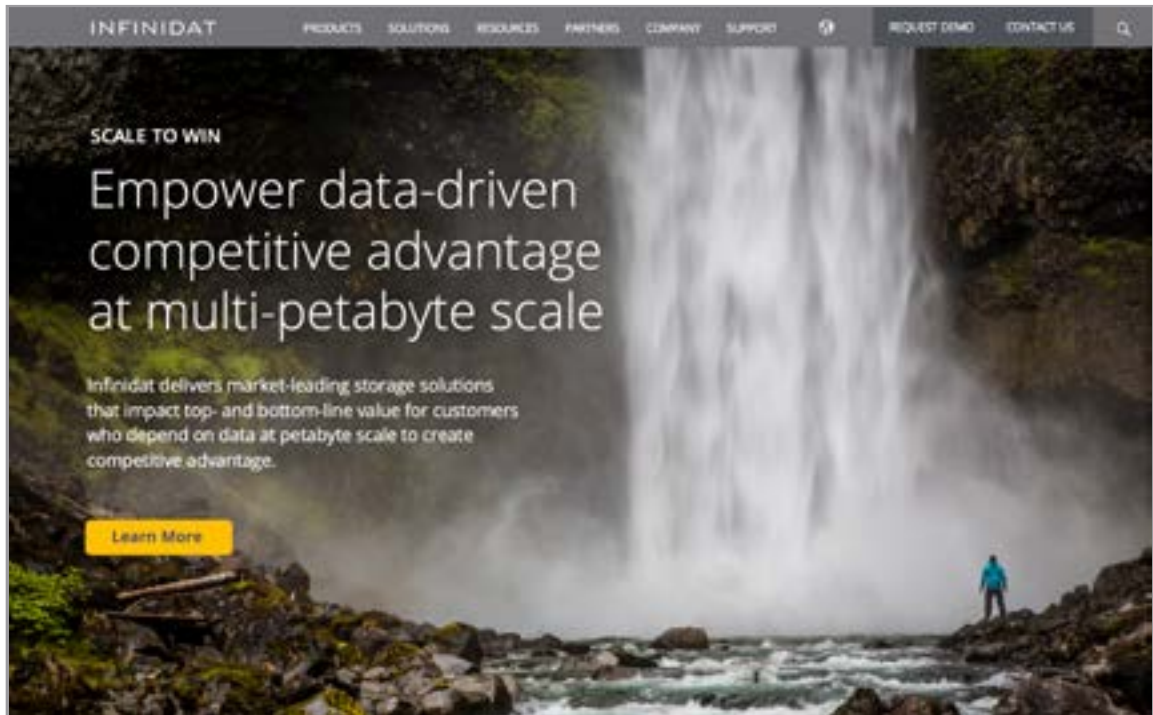 INFINIDAT PRODUCTS SOLUTIONS RESOURCES PARTNERS COMPANY SUPPORT REQUEST DEMO CONTACT US
SCALE TO WIN
Empower data-driven
competitive advantage
at multi-petabyte scale
Infinidat delivers market-leading storage solutions
that impact top- and bottom-line value for customers
who depend on data at petabyte scale to create
competitive advantage.
Learn More